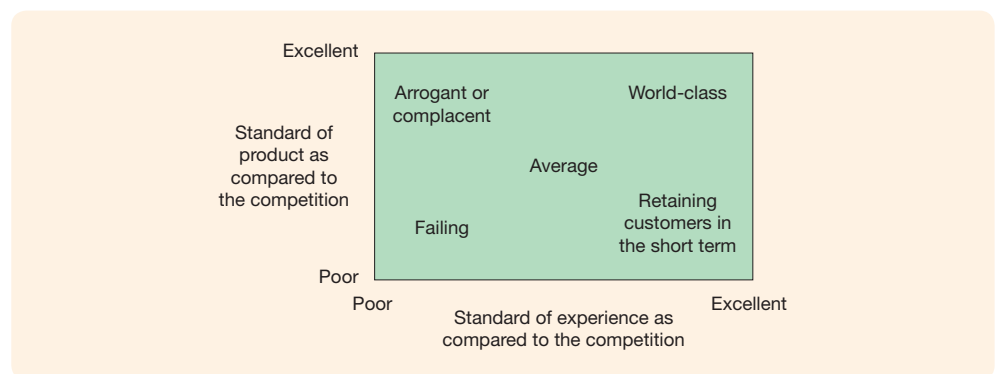 Excellent
Arrogant or
complacent
World-class
Standard of
product as
compared to
the competition
Average
Retaining
customers in
the short term
Failing
Poor
Poor
Excellent
Standard of experience as
compared to the competition